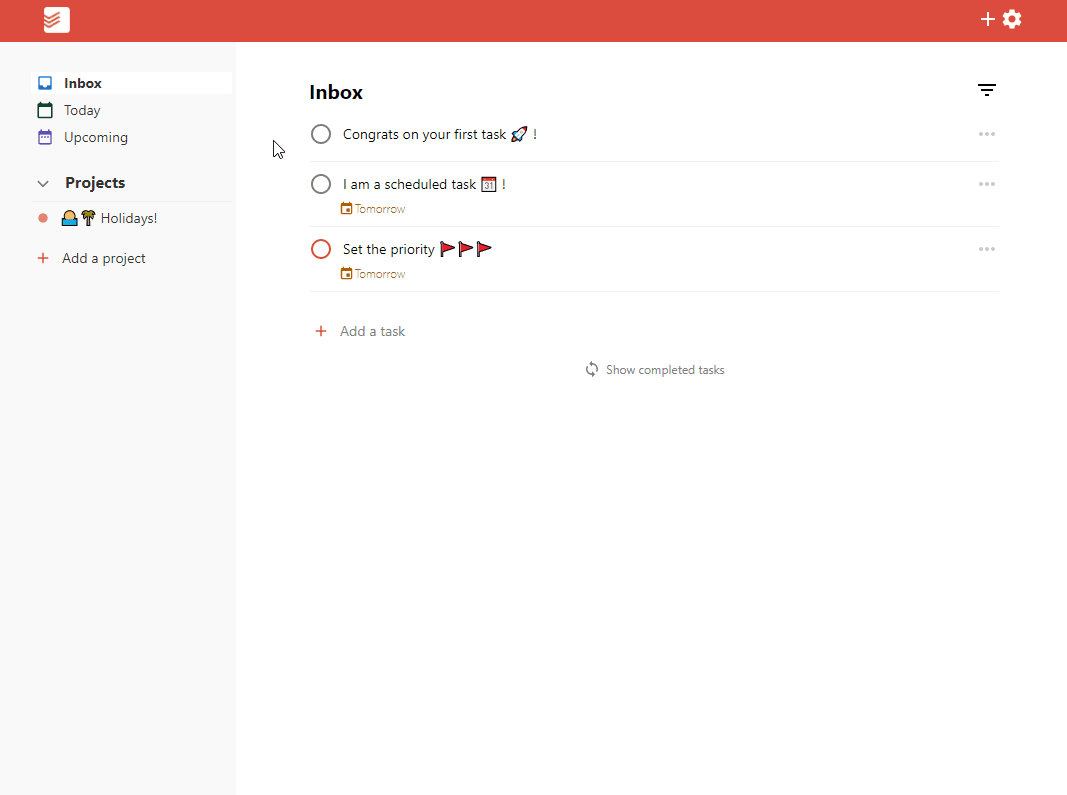 Inbox
Today
Upcoming
Projects
Holidays!
Add a project
Inbox
Congrats on your first task 🚀 !
I am a scheduled task 📅 !
Tomorrow
Set the priority 🚩🚩🚩
Tomorrow
Add a task
Show completed tasks